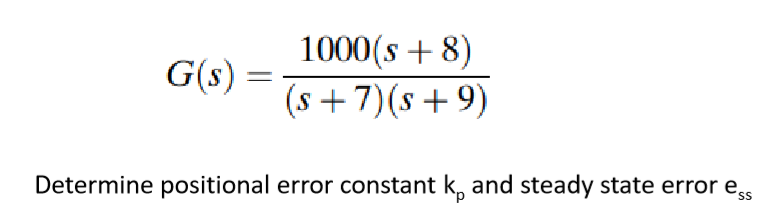 G(s) = 1000(s + 8) / (s + 7)(s + 9)
Determine positional error constant kp and steady state error ess